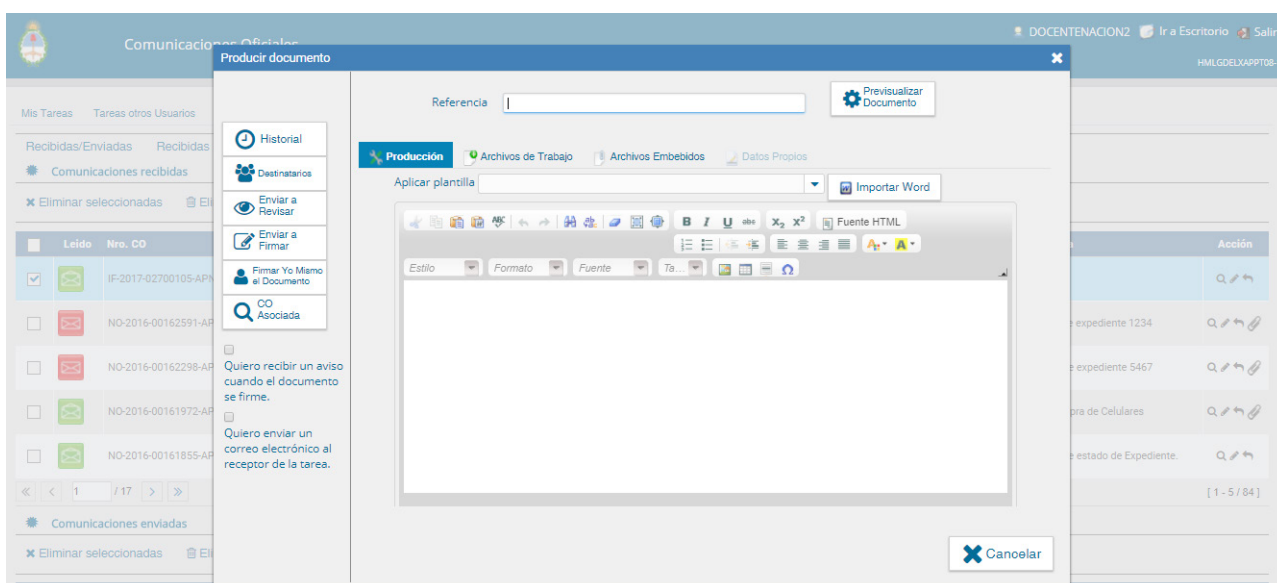 DOCENTENACION2 Ir a Escritorio Salir
Comunicaciones Oficiales
HMLGDELXAPPT08-
Producir documento
Mis Tareas Tareas otros Usuarios
Recibidas/Enviadas Recibidas
Comunicaciones recibidas
Eliminar seleccionadas Eli
Leido Nro. CO
Acción
IF-2017-02700105-APN
NO-2016-00162591-AP
expediente 1234
NO-2016-00162298-AP
e expediente 5467
NO-2016-00161972-AP
pra de Celulares
NO-2016-00161855-AP
e estado de Expediente.
1 / 17
[ 1 - 5 / 84 ]
Comunicaciones enviadas
Eliminar seleccionadas Eli
Historial
Destinatarios
Enviar a
Revisar
Enviar a
Firmar
Firmar Yo Mismo
el Documento
CO
Asociada
Quiero recibir un aviso
cuando el documento
se firme.
Quiero enviar un
correo electrónico al
receptor de la tarea.
Referencia
Previsualizar
Documento
Producción Archivos de Trabajo Archivos Embebidos Datos Propios
Aplicar plantilla
Importar Word
B I U abc X2 X² Fuente HTML
Estilo Formato Fuente Ta...
Cancelar